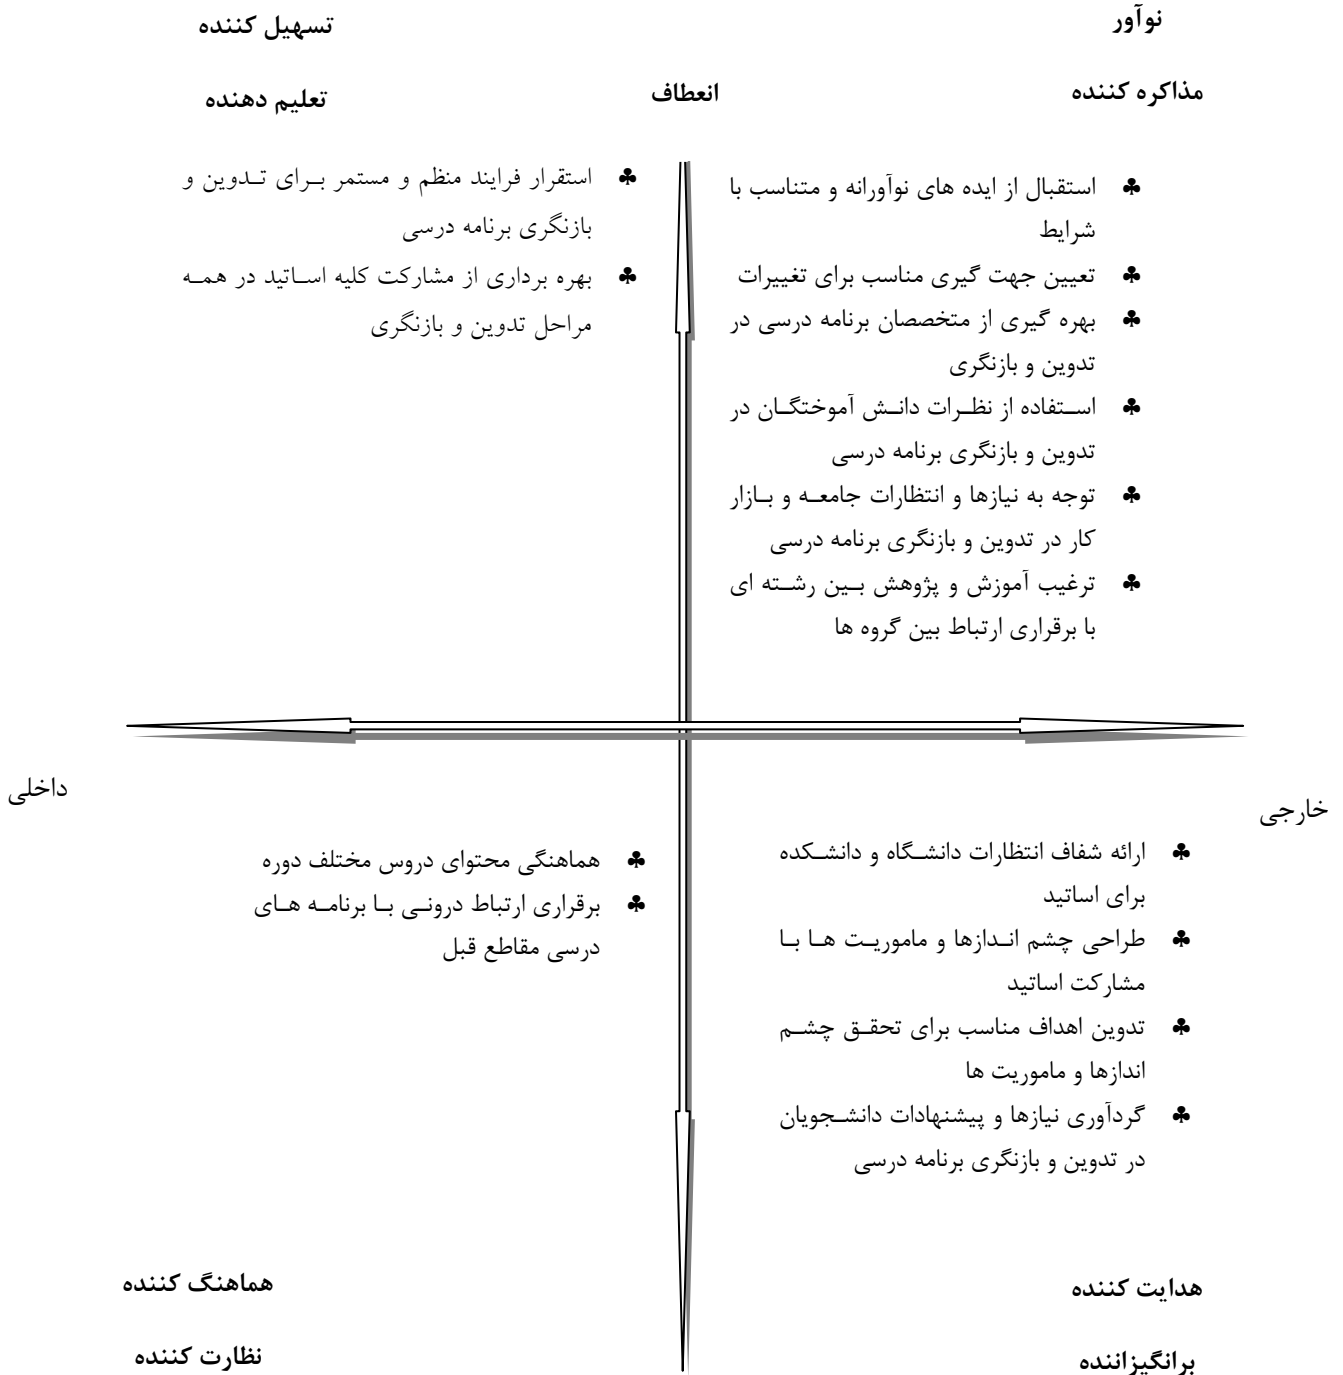 نوآور
تسهیل کننده
مذاکره کننده
انعطاف
تعلیم دهنده
♣ استقبال از ایده های نوآورانه و متناسب با
شرایط
♣ تعیین جهت گیری مناسب برای تغییرات
♣ بهره گیری از متخصصان برنامه درسی در
تدوین و بازنگری
♣ استفاده از نظرات دانش آموختگان در
تدوین و بازنگری برنامه درسی
♣ توجه به نیازها و انتظارات جامعه و بازار
کار در تدوین و بازنگری برنامه درسی
♣ ترغیب آموزش و پژوهش بین رشته ای
با برقراری ارتباط بین گروه ها
♣ استقرار فرایند منظم و مستمر برای تدوین و
بازنگری برنامه درسی
♣ بهره برداری از مشارکت کلیه اساتید در همه
مراحل تدوین و بازنگری
خارجی
داخلی
♣ ارائه شفاف انتظارات دانشگاه و دانشکده
برای اساتید
♣ طراحی چشم اندازها و ماموریت ها با
مشارکت اساتید
♣ تدوین اهداف مناسب برای تحقق چشم
اندازها و ماموریت ها
♣ گردآوری نیازها و پیشنهادات دانشجویان
در تدوین و بازنگری برنامه درسی
♣ هماهنگی محتوای دروس مختلف دوره
♣ برقراری ارتباط درونی با برنامه های
درسی مقاطع قبل
هدایت کننده
هماهنگ کننده
برانگیزاننده
نظارت کننده